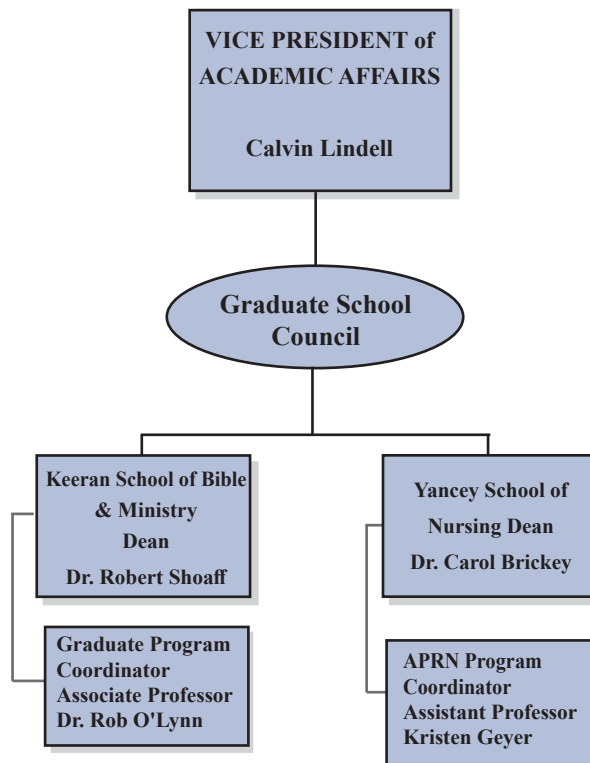 VICE PRESIDENT of
ACADEMIC AFFAIRS
Calvin Lindell
Graduate School
Council
Keeran School of Bible
& Ministry
Dean
Dr. Robert Shoaff
Yancey School of
Nursing Dean
Dr. Carol Brickey
Graduate Program
Coordinator
Associate Professor
Dr. Rob O'Lynn
APRN Program
Coordinator
Assistant Professor
Kristen Geyer